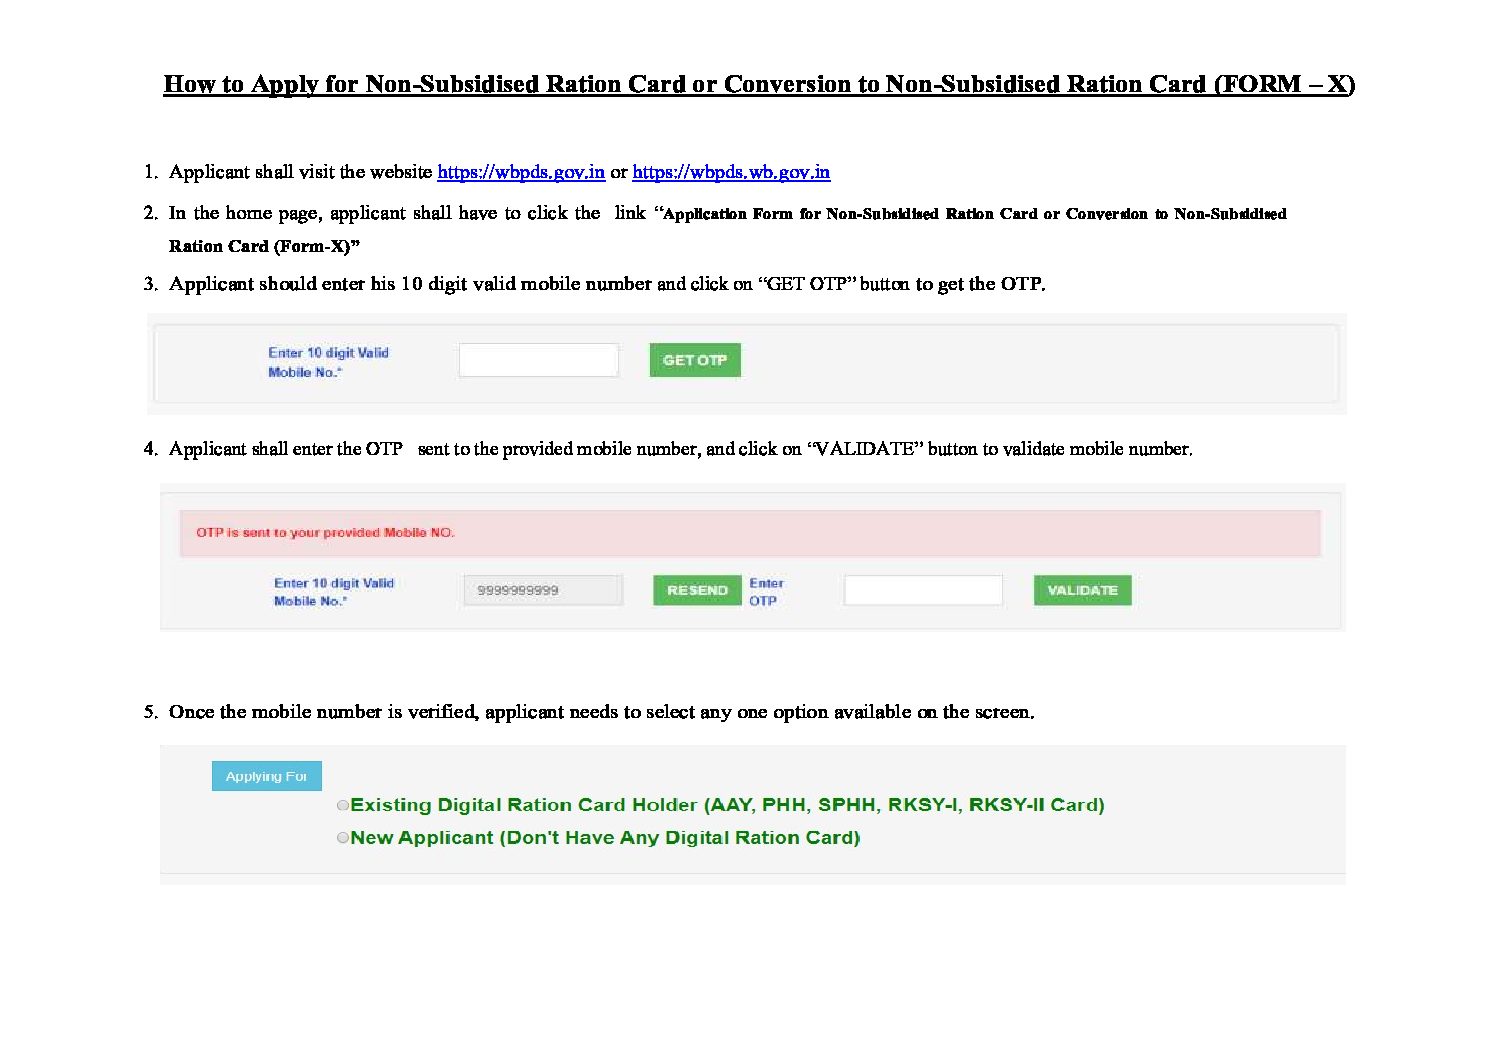 How to Apply for Non-Subsidised Ration Card or Conversion to Non-Subsidised Ration Card (FORM – X)
1. Applicant shall visit the website https://wbpds.gov.in or https://wbpds.wb.gov.in
2. In the home page, applicant shall have to click the link “Application Form for Non-Subsidised Ration Card or Conversion to Non-Subsidised
Ration Card (Form-X)”
3. Applicant should enter his 10 digit valid mobile number and click on “GET OTP” button to get the OTP.
Enter 10 digit Valid
Mobile No.*
GET OTP
4. Applicant shall enter the OTP sent to the provided mobile number, and click on “VALIDATE” button to validate mobile number.
OTP is sent to your provided Mobile NO.
Enter 10 digit Valid
Mobile No.*
9999999999
RESEND
Enter
OTP
VALIDATE
5. Once the mobile number is verified, applicant needs to select any one option available on the screen.
Applying For
Existing Digital Ration Card Holder (AAY, PHH, SPHH, RKSY-I, RKSY-II Card)
New Applicant (Don't Have Any Digital Ration Card)